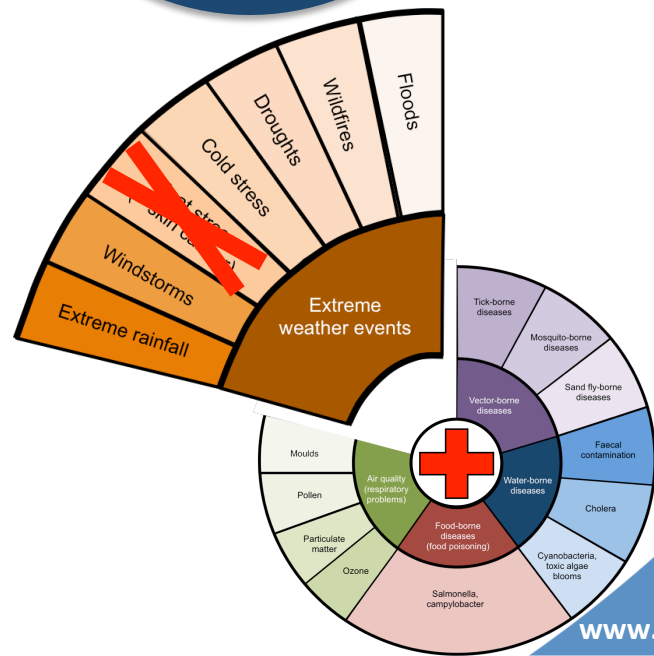 Floods
Wildfires
Droughts
Cold stress
Windstorms
Extreme rainfall
Extreme
weather events
Tick-borne
diseases
Mosquito-borne
diseases
Sand fly-borne
diseases
Vector-borne
diseases
Faecal
contamination
Water-borne
diseases
Cholera
Cyanobacteria,
toxic algae
blooms
Food-borne
diseases
(food poisoning)
Salmonella,
campylobacter
Air quality
(respiratory
problems)
Moulds
Pollen
Particulate
matter
Ozone
www.